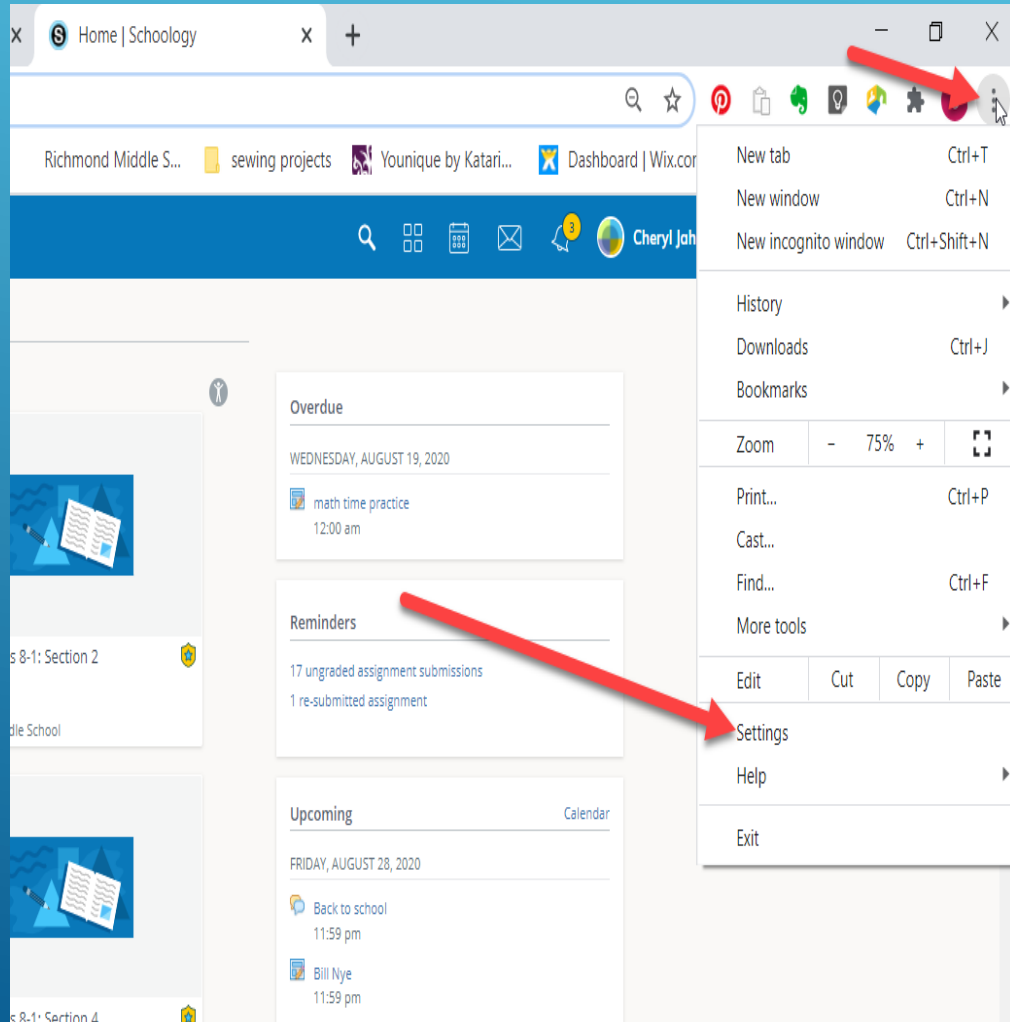 Home | Schoology
Richmond Middle S... sewing projects Younique by Katari... Dashboard | Wix.cor
3
Cheryl Jah
New tab Ctrl+T
New window Ctrl+N
New incognito window Ctrl+Shift+N
History
Downloads Ctrl+J
Bookmarks
Zoom - 75% +
Print... Ctrl+P
Cast...
Find... Ctrl+F
More tools
Edit Cut Copy Paste
Settings
Help
Exit
Overdue
WEDNESDAY, AUGUST 19, 2020
math time practice
12:00 am
Reminders
17 ungraded assignment submissions
1 re-submitted assignment
Upcoming Calendar
FRIDAY, AUGUST 28, 2020
Back to school
11:59 pm
Bill Nye
11:59 pm
s 8-1: Section 2
dle School
s 8-1: Section 4